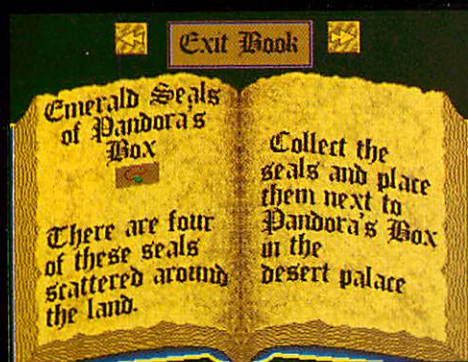 Exit Book
Emerald Seals
of Pandora's
Box
There are four
of these seals
scattered around
the land.
Collect the
seals and place
them next to
Pandora's Box
in the
desert palace